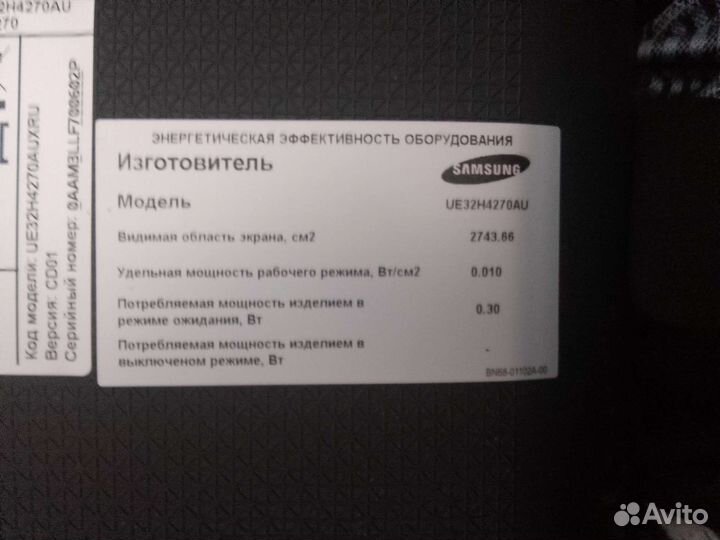 2H4270AU
270
Код модели: UE32H4270AUXRU
Версия: CD01
Серийный номер: 0AAM3LLF700602P
ЭНЕРГЕТИЧЕСКАЯ ЭФФЕКТИВНОСТЬ ОБОРУДОВАНИЯ
Изготовитель SAMSUNG
Модель UE32H4270AU
Видимая область экрана, см2 2743.66
Удельная мощность рабочего режима, Вт/см2 0.010
Потребляемая мощность изделием в
режиме ожидания, Вт 0.30
Потребляемая мощность изделием в
выключеном режиме, Вт -
BN68-01102A-00
Avito